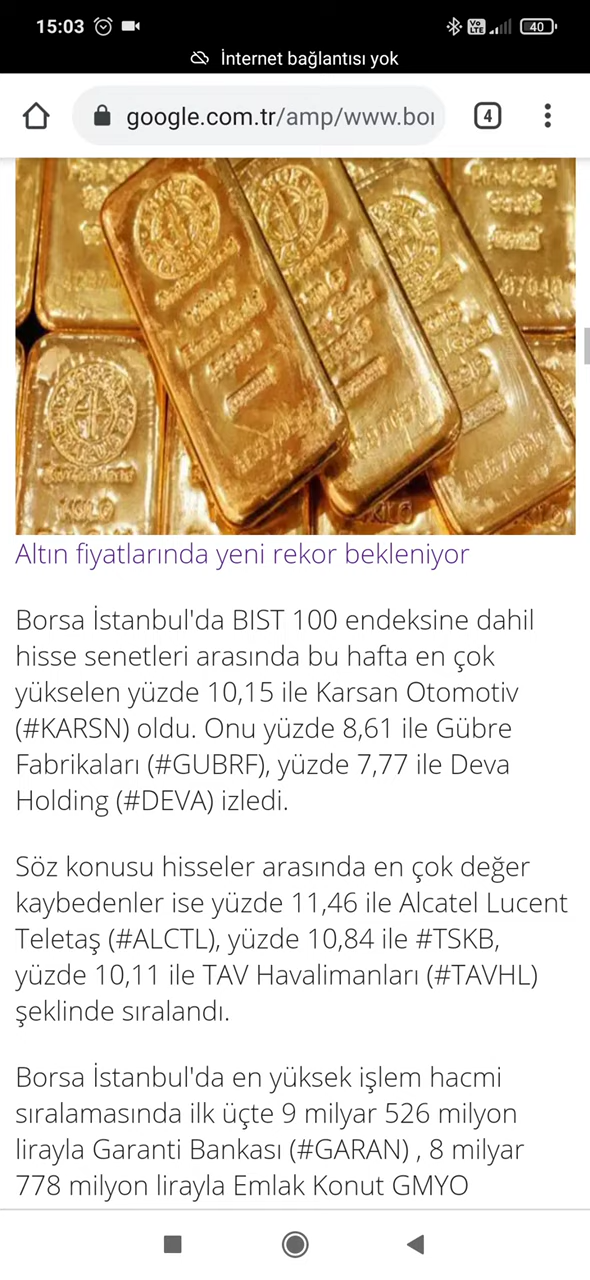 15:03
Vo LTE
40
İnternet bağlantısı yok
google.com.tr/amp/www.bor
4
Altın fiyatlarında yeni rekor bekleniyor
Borsa İstanbul'da BIST 100 endeksine dahil
hisse senetleri arasında bu hafta en çok
yükselen yüzde 10,15 ile Karsan Otomotiv
(#KARSN) oldu. Onu yüzde 8,61 ile Gübre
Fabrikaları (#GUBRF), yüzde 7,77 ile Deva
Holding (#DEVA) izledi.
Söz konusu hisseler arasında en çok değer
kaybedenler ise yüzde 11,46 ile Alcatel Lucent
Teletaş (#ALCTL), yüzde 10,84 ile #TSKB,
yüzde 10,11 ile TAV Havalimanları (#TAVHL)
şeklinde sıralandı.
Borsa İstanbul'da en yüksek işlem hacmi
sıralamasında ilk üçte 9 milyar 526 milyon
lirayla Garanti Bankası (#GARAN) , 8 milyar
778 milyon lirayla Emlak Konut GMYO